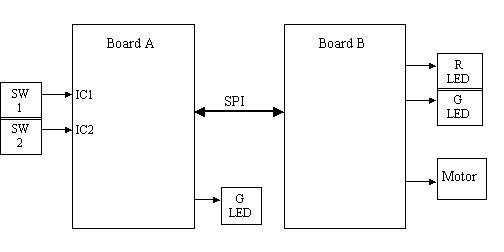 Board A
Board B
SW
1
IC1
SW
2
IC2
SPI
R
LED
G
LED
Motor
G
LED